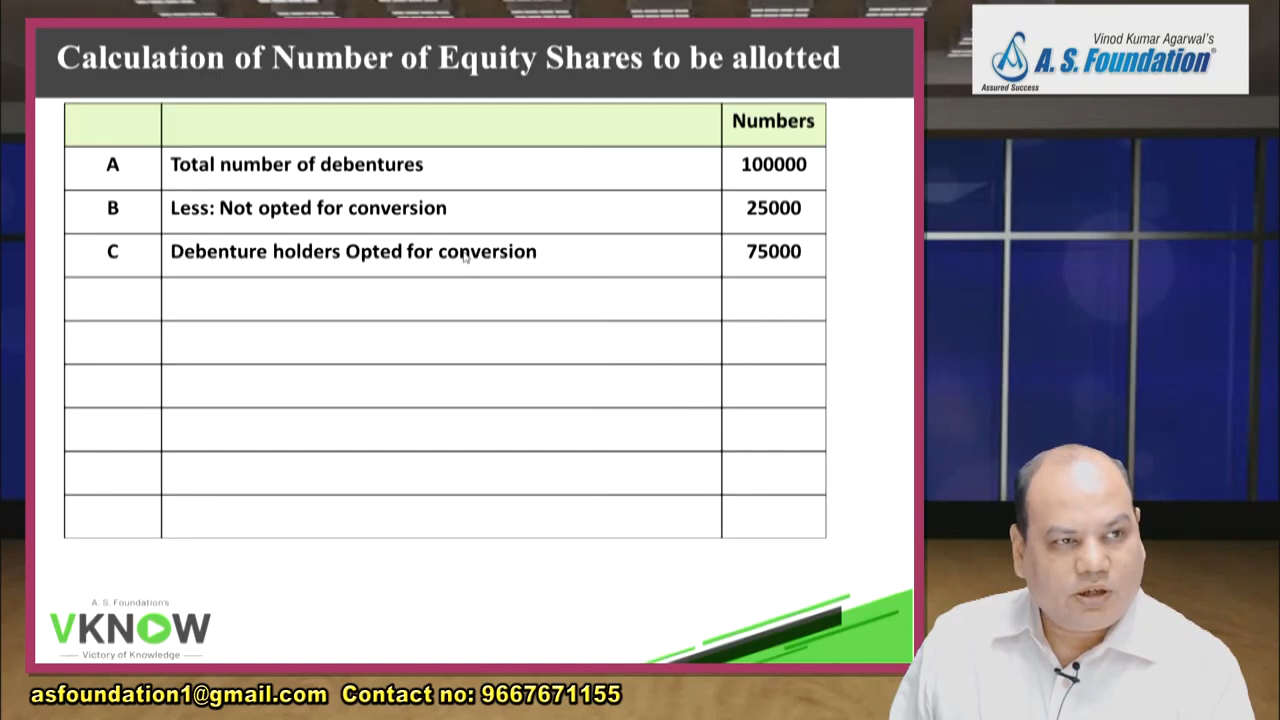 Calculation of Number of Equity Shares to be allotted
Vinod Kumar Agarwal's
A. S. Foundation®
Assured Success
Numbers
A Total number of debentures 100000
B Less: Not opted for conversion 25000
C Debenture holders Opted for conversion 75000
A. S. Foundation's
VKNOW
Victory of Knowledge
asfoundation1@gmail.com Contact no: 9667671155